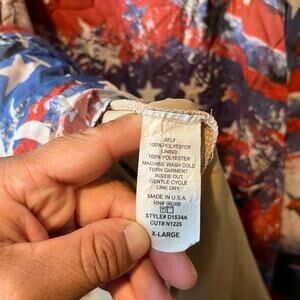 SELF
100% POLYESTER
LINING:
100% POLYESTER
MACHINE WASH COLD
TURN GARMENT
INSIDE OUT,
GENTLE CYCLE
LINE DRY
MADE IN U.S.A
RN# 98288
STYLE# D1534A
CUT# N1225
X-LARGE